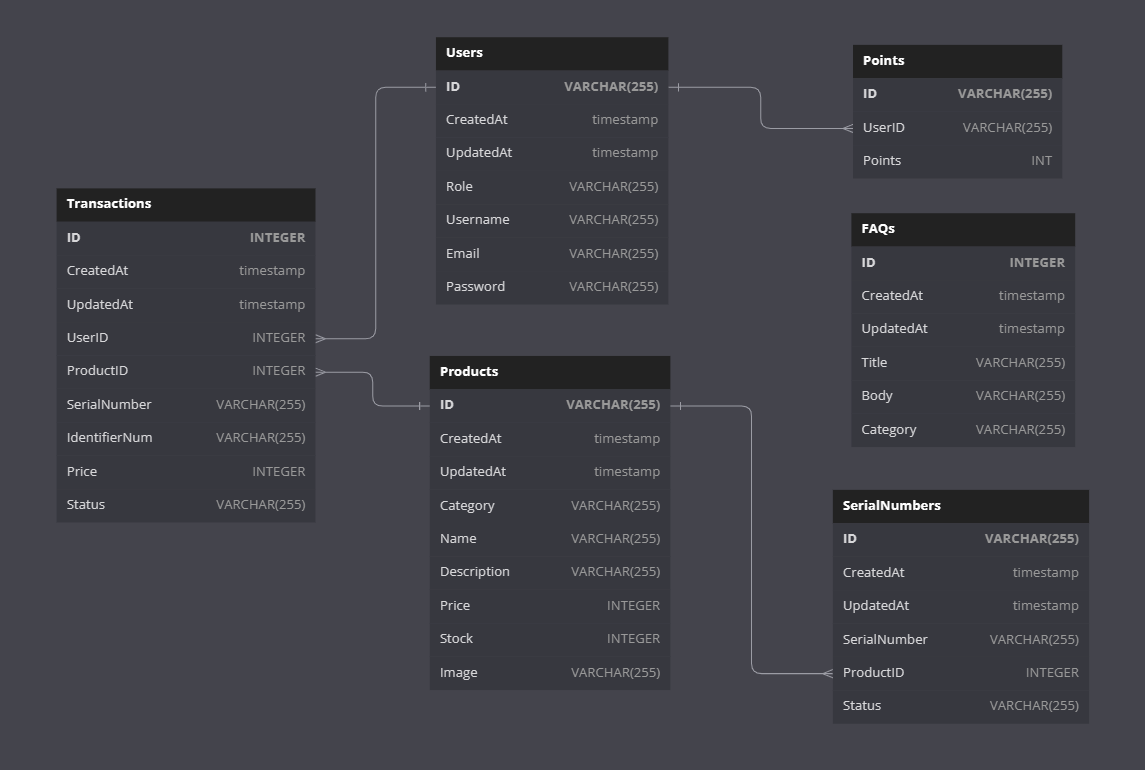 Users
ID VARCHAR(255)
CreatedAt timestamp
UpdatedAt timestamp
Role VARCHAR(255)
Username VARCHAR(255)
Email VARCHAR(255)
Password VARCHAR(255)
Points
ID VARCHAR(255)
UserID VARCHAR(255)
Points INT
Transactions
ID INTEGER
CreatedAt timestamp
UpdatedAt timestamp
UserID INTEGER
ProductID INTEGER
SerialNumber VARCHAR(255)
IdentifierNum VARCHAR(255)
Price INTEGER
Status VARCHAR(255)
FAQs
ID INTEGER
CreatedAt timestamp
UpdatedAt timestamp
Title VARCHAR(255)
Body VARCHAR(255)
Category VARCHAR(255)
Products
ID VARCHAR(255)
CreatedAt timestamp
UpdatedAt timestamp
Category VARCHAR(255)
Name VARCHAR(255)
Description VARCHAR(255)
Price INTEGER
Stock INTEGER
Image VARCHAR(255)
SerialNumbers
ID VARCHAR(255)
CreatedAt timestamp
UpdatedAt timestamp
SerialNumber VARCHAR(255)
ProductID INTEGER
Status VARCHAR(255)